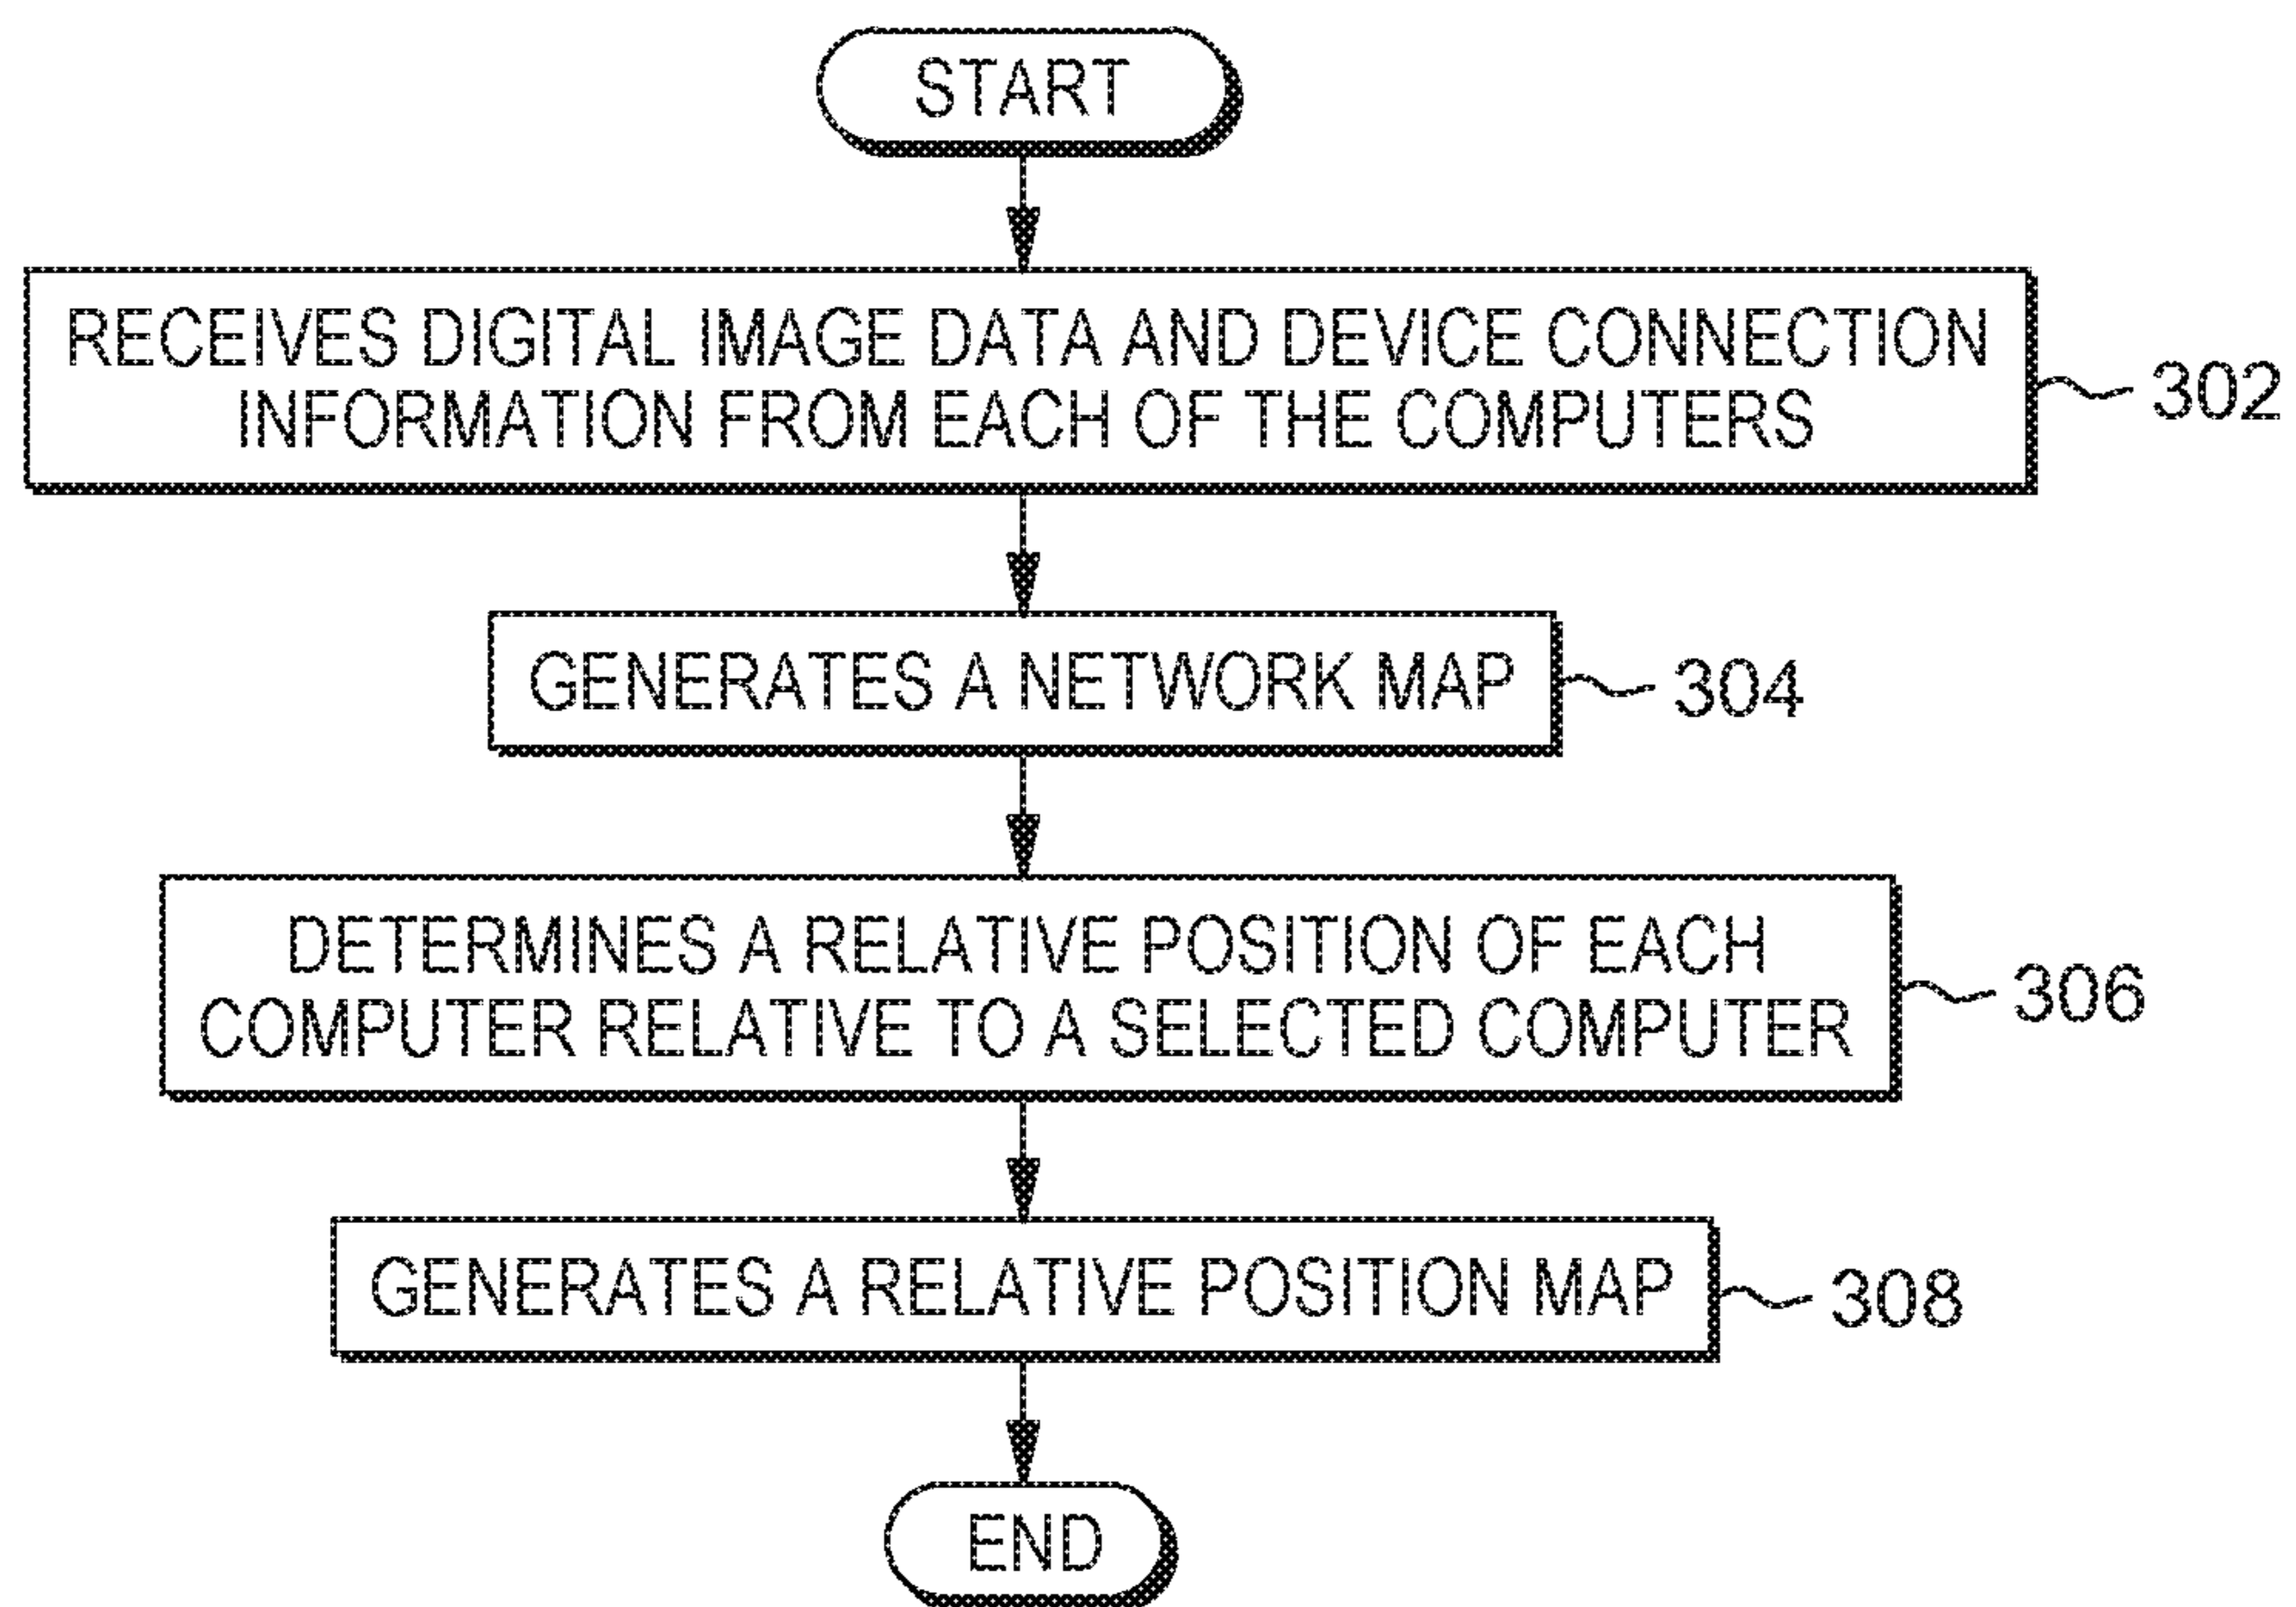 START
RECEIVES DIGITAL IMAGE DATA AND DEVICE CONNECTION
INFORMATION FROM EACH OF THE COMPUTERS
302
GENERATES A NETWORK MAP
304
DETERMINES A RELATIVE POSITION OF EACH
COMPUTER RELATIVE TO A SELECTED COMPUTER
306
GENERATES A RELATIVE POSITION MAP
308
END